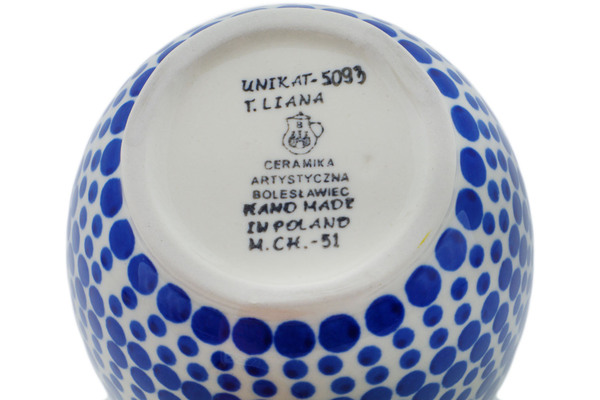 UNIKAT-5093
T. LIANA
B
CERAMIKA
ARTYSTYCZNA
BOLESŁAWIEC
HAND MADE
IN POLAND
M.CH.-51